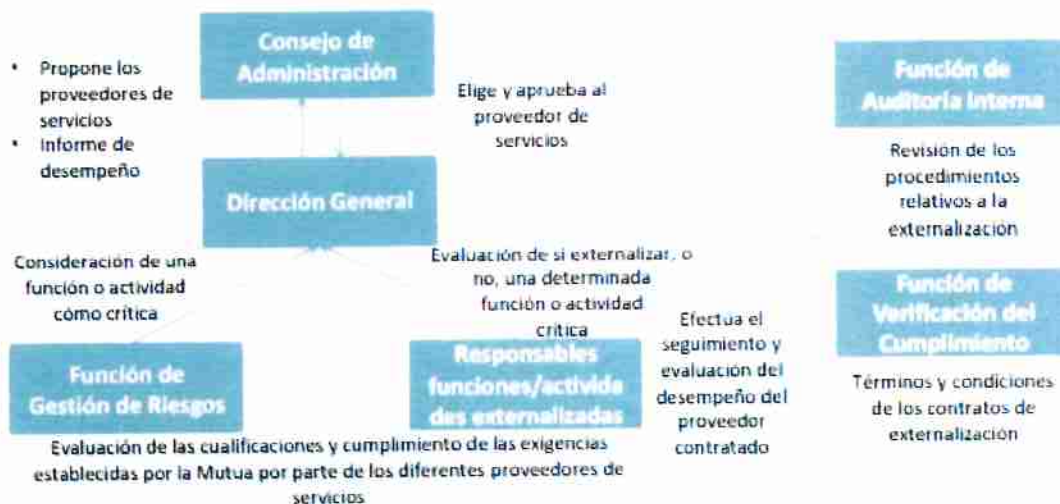 Consejo de
Administración
• Propone los
proveedores de
servicios
• Informe de
desempeño
Elige y aprueba al
proveedor de
servicios
Dirección General
Función de
Auditoría Interna
Revisión de los
procedimientos
relativos a la
externalización
Consideración de una
función o actividad
cómo crítica
Evaluación de si externalizar, o
no, una determinada
función o actividad
crítica
Función de
Gestión de Riesgos
Responsables
funciones/activida
des externalizadas
Efectua el
seguimiento y
evaluación del
desempeño del
proveedor
contratado
Función de
Verificación del
Cumplimiento
Términos y condiciones
de los contratos de
externalización
Evaluación de las cualificaciones y cumplimiento de las exigencias
establecidas por la Mutua por parte de los diferentes proveedores de
servicios